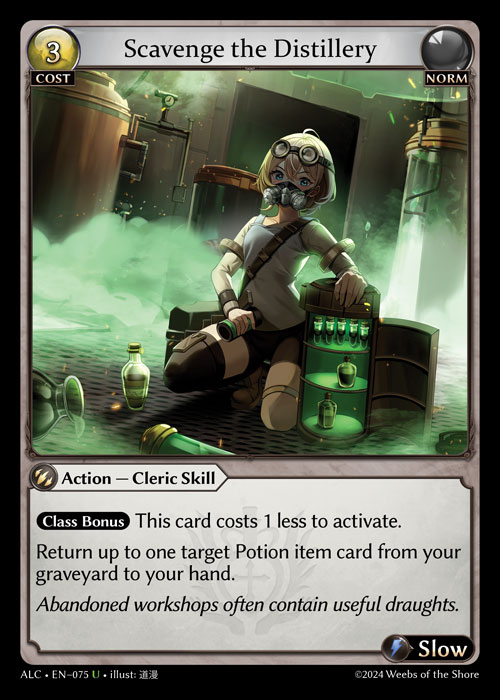 3
Scavenge the Distillery
COST
NORM
Action — Cleric Skill
Class Bonus This card costs 1 less to activate.
Return up to one target Potion item card from your
graveyard to your hand.
Abandoned workshops often contain useful draughts.
Slow
ALC • EN–075 U • illust: 道漫
©2024 Weebs of the Shore